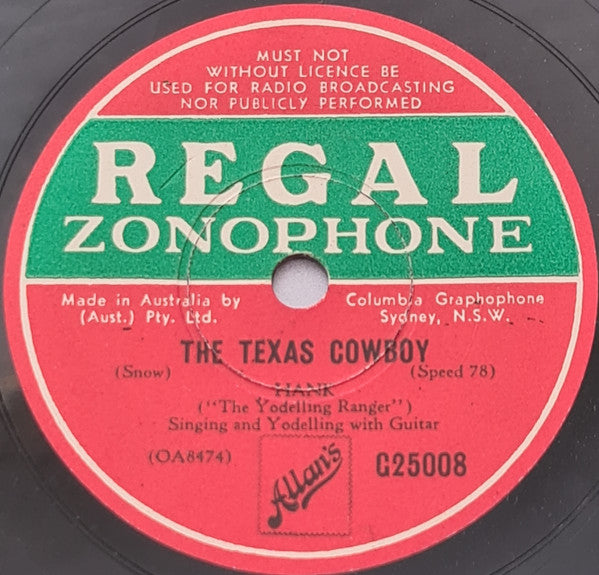 MUST NOT
WITHOUT LICENCE BE
USED FOR RADIO BROADCASTING
NOR PUBLICLY PERFORMED
REGAL
ZONOPHONE
Made in Australia by Columbia Graphophone
(Aust.) Pty. Ltd. Sydney, N.S.W.
THE TEXAS COWBOY
(Snow) (Speed 78)
HANK
("The Yodelling Ranger")
Singing and Yodelling with Guitar
(OA8474) Allan's G25008